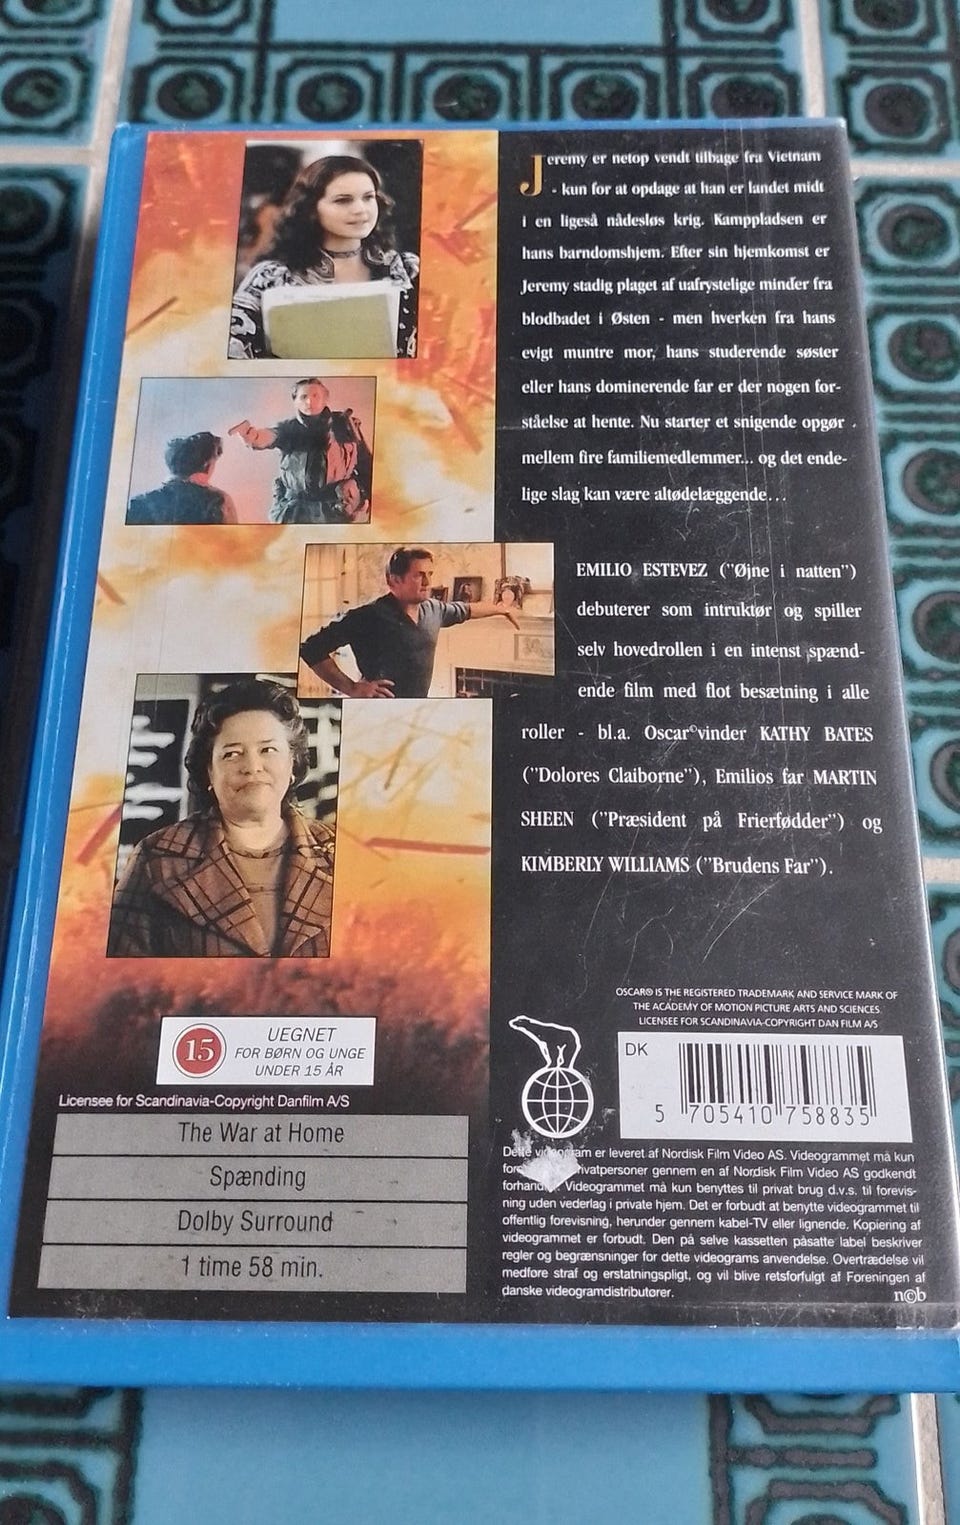 Jeremy er netop vendt tilbage fra Vietnam
- kun for at opdage at han er landet midt
i en ligeså nådesløs krig. Kamppladsen er
hans barndomshjem. Efter sin hjemkomst er
Jeremy stadig plaget af uafrystelige minder fra
blodbadet i Østen - men hverken fra hans
evigt muntre mor, hans studerende søster
eller hans dominerende far er der nogen for-
ståelse at hente. Nu starter et snigende opgør
mellem fire familiemedlemmer... og det ende-
lige slag kan være altødelæggende...
EMILIO ESTEVEZ ("Øjne i natten")
debuterer som intruktør og spiller
selv hovedrollen i en intenst spænd-
ende film med flot besætning i alle
roller - bl.a. Oscar®vinder KATHY BATES
("Dolores Claiborne"), Emilios far MARTIN
SHEEN ("Præsident på Frierfødder") og
KIMBERLY WILLIAMS ("Brudens Far").
OSCAR® IS THE REGISTERED TRADEMARK AND SERVICE MARK OF
THE ACADEMY OF MOTION PICTURE ARTS AND SCIENCES.
LICENSEE FOR SCANDINAVIA-COPYRIGHT DAN FILM A/S
15
UEGNET
FOR BØRN OG UNGE
UNDER 15 ÅR
Licensee for Scandinavia-Copyright Danfilm A/S
The War at Home
Spænding
Dolby Surround
1 time 58 min.
DK
5 705410 758835
Dette videogram er leveret af Nordisk Film Video AS. Videogrammet må kun
privatpersoner gennem en af Nordisk Film Video AS godkendt
forhandler. Videogrammet må kun benyttes til privat brug d.v.s. til forevis-
ning uden vederlag i private hjem. Det er forbudt at benytte videogrammet til
offentlig forevisning, herunder gennem kabel-TV eller lignende. Kopiering af
videogrammet er forbudt. Den på selve kassetten påsatte label beskriver
regler og begrænsninger for dette videograms anvendelse. Overtrædelse vil
medføre straf og erstatningspligt, og vil blive retsforfulgt af Foreningen af
danske videogramdistributører.
n©b